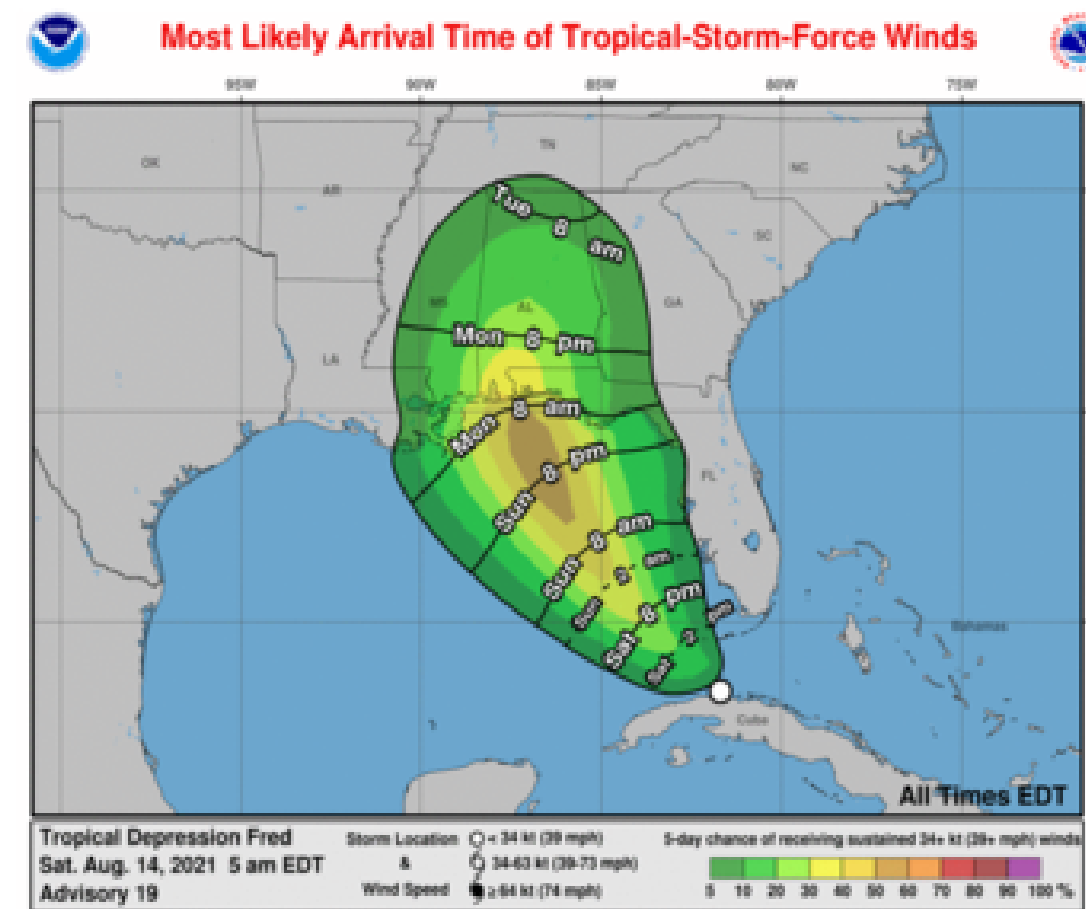 Most Likely Arrival Time of Tropical-Storm-Force Winds
95W 90W 85W 80W 75W
OK
AR
TN
NC
SC
MS
AL
GA
LA
FL
Tue 8 am
Mon 8 pm
Mon 8 am
Sun 8 pm
Sun 8 am
Sat 8 pm
Bahamas
Cuba
All Times EDT
Tropical Depression Fred
Sat. Aug. 14, 2021 5 am EDT
Advisory 19
Storm Location
&
Wind Speed
< 34 kt (39 mph)
34-63 kt (39-73 mph)
≥ 64 kt (74 mph)
5-day chance of receiving sustained 34+ kt (39+ mph) winds
5 10 20 30 40 50 60 70 80 90 100 %